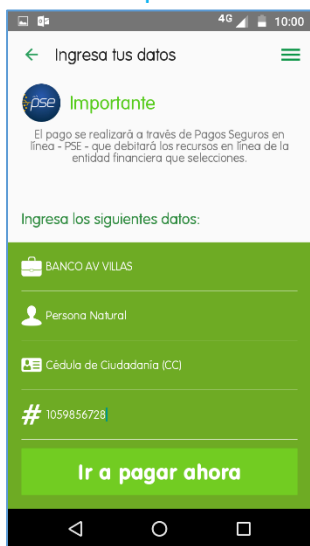 4G 10:00
Ingresa tus datos
pse Importante
El pago se realizará a través de Pagos Seguros en
línea - PSE - que debitará los recursos en línea de la
entidad financiera que selecciones.
Ingresa los siguientes datos:
BANCO AV VILLAS
Persona Natural
Cédula de Ciudadanía (CC)
# 1059856728
Ir a pagar ahora